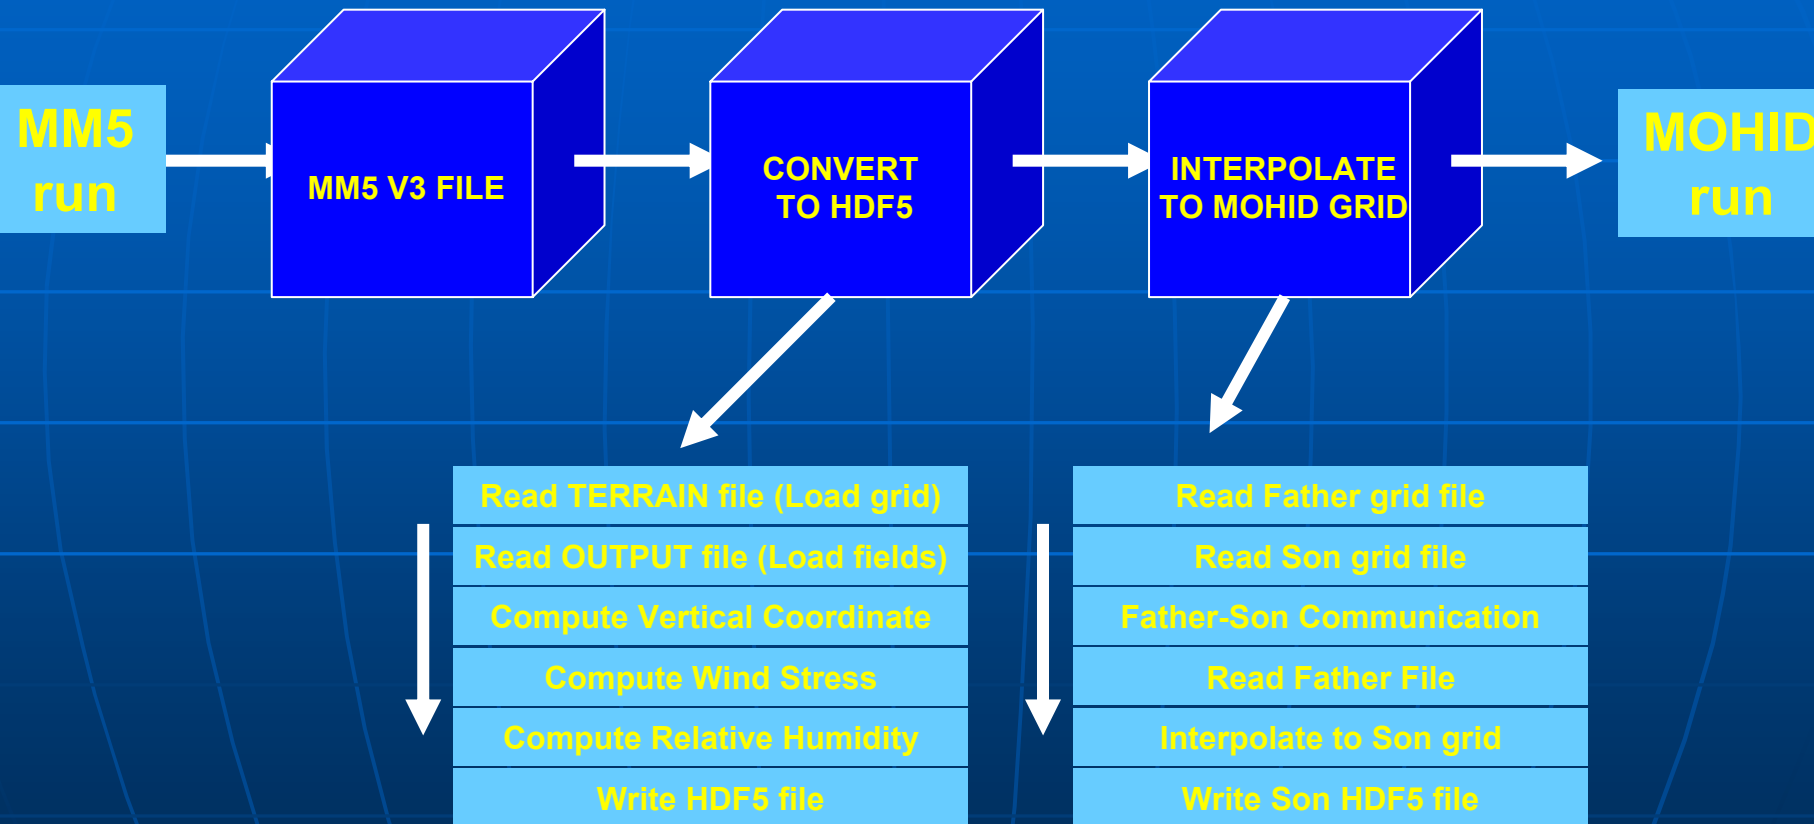 MM5
run
MM5 V3 FILE
CONVERT
TO HDF5
INTERPOLATE
TO MOHID GRID
MOHID
run
Read TERRAIN file (Load grid)
Read OUTPUT file (Load fields)
Compute Vertical Coordinate
Compute Wind Stress
Compute Relative Humidity
Write HDF5 file
Read Father grid file
Read Son grid file
Father-Son Communication
Read Father File
Interpolate to Son grid
Write Son HDF5 file